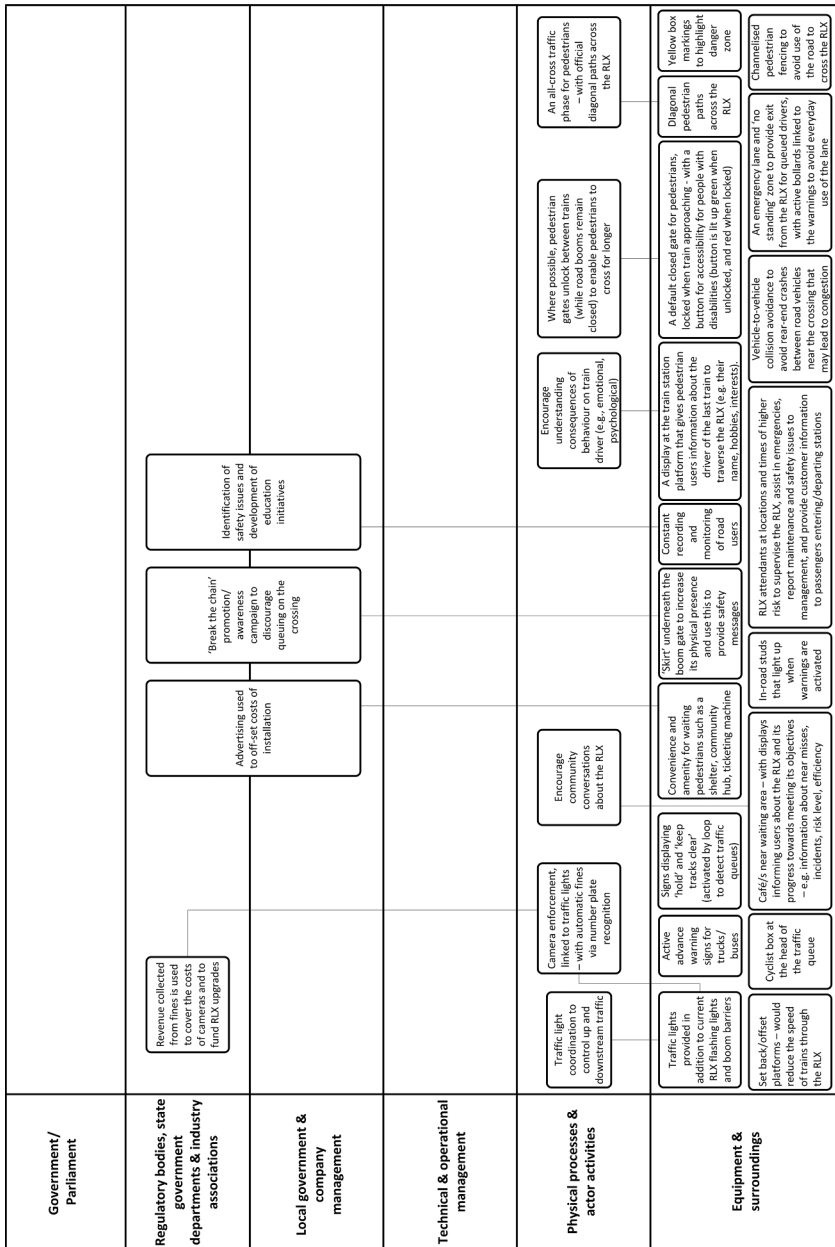 Government/
Parliament
Regulatory bodies, state
government
departments & industry
associations
Revenue collected
from fines is used
to cover the costs
of cameras and to
fund RLX upgrades
Advertising used
to off-set costs of
installation
'Break the chain'
promotion/
awareness
campaign to
discourage
queuing on the
crossing
Identification of
safety issues and
development of
education
initiatives
Local government &
company
management
Technical & operational
management
Physical processes &
actor activities
Traffic light
coordination to
control up and
downstream traffic
Camera enforcement,
linked to traffic lights
– with automatic fines
via number plate
recognition
Encourage
community
conversations
about the RLX
Encourage
understanding
consequences of
behaviour on train
driver (e.g., emotional,
psychological)
Where possible, pedestrian
gates unlock between trains
(while road booms remain
closed) to enable pedestrians to
cross for longer
An all-cross traffic
phase for pedestrians
– with official
diagonal paths across
the RLX
Equipment &
surroundings
Traffic lights
provided in
addition to current
RLX flashing lights
and boom barriers
Active
advance
warning
signs for
trucks/
buses
Signs displaying
'hold' and 'keep
tracks clear'
(activated by loop
to detect traffic
queues)
Convenience and
amenity for waiting
pedestrians such as a
shelter, community
hub, ticketing machine
'Skirt' underneath the
boom gate to increase
its physical presence
and use this to
provide safety
messages
Constant
recording
and
monitoring
of road
users
A display at the train station
platform that gives pedestrian
users information about the
driver of the last train to
traverse the RLX (e.g. their
name, hobbies, interests).
A default closed gate for pedestrians,
locked when train approaching - with a
button for accessibility for people with
disabilities (button is lit up green when
unlocked, and red when locked)
DIagonal
pedestrian
paths
across the
RLX
Yellow box
markings
to highlight
danger
zone
Set back/offset
platforms – would
reduce the speed
of trains through
the RLX
Cyclist box at
the head of
the traffic
queue
Café/s near waiting area – with displays
informing users about the RLX and its
progress towards meeting its objectives
– e.g. information about near misses,
incidents, risk level, efficiency
In-road studs
that light up
when
warnings are
activated
RLX attendants at locations and times of higher
risk to supervise the RLX, assist in emergencies,
report maintenance and safety issues to
management, and provide customer information
to passengers entering/departing stations
Vehicle-to-vehicle
collision avoidance to
avoid rear-end crashes
between road vehicles
near the crossing that
may lead to congestion
An emergency lane and 'no
standing' zone to provide exit
from the RLX for queued drivers,
with active bollards linked to
the warnings to avoid everyday
use of the lane
Channelised
pedestrian
fencing to
avoid use of
the road to
cross the RLX